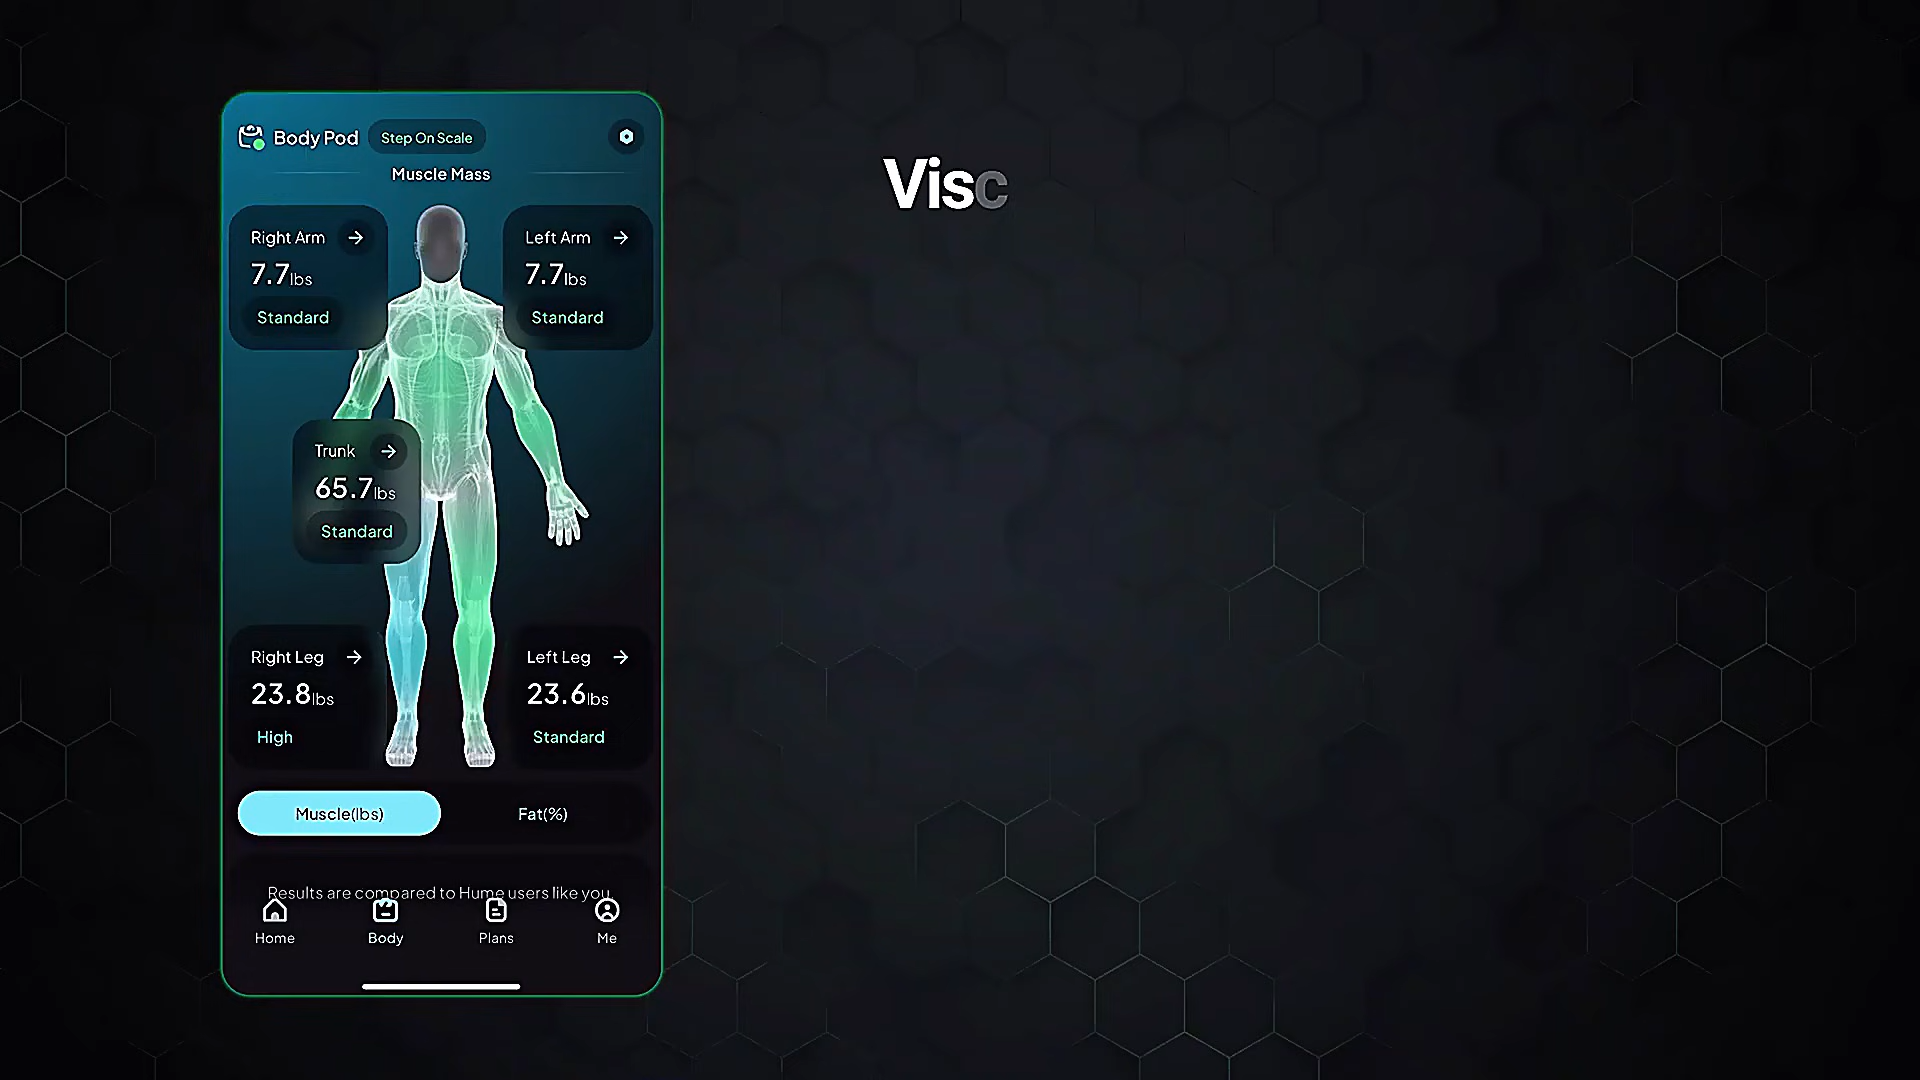 Body Pod
Step On Scale
Muscle Mass
Visc
Right Arm
7.7lbs
Standard
Left Arm
7.7lbs
Standard
Trunk
65.7lbs
Standard
Right Leg
23.8lbs
High
Left Leg
23.6lbs
Standard
Muscle(lbs)
Fat(%)
Results are compared to Hume users like you
Home
Body
Plans
Me